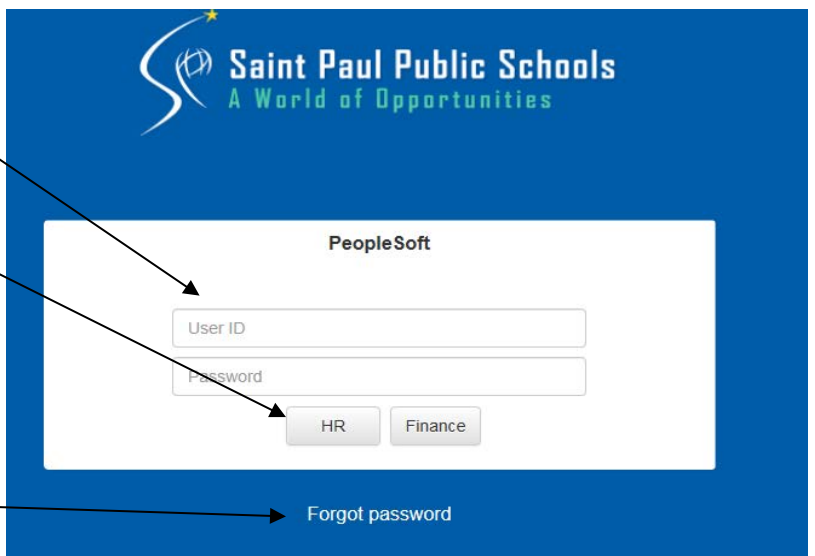 Saint Paul Public Schools
A World of Opportunities
PeopleSoft
User ID
Password
HR Finance
Forgot password